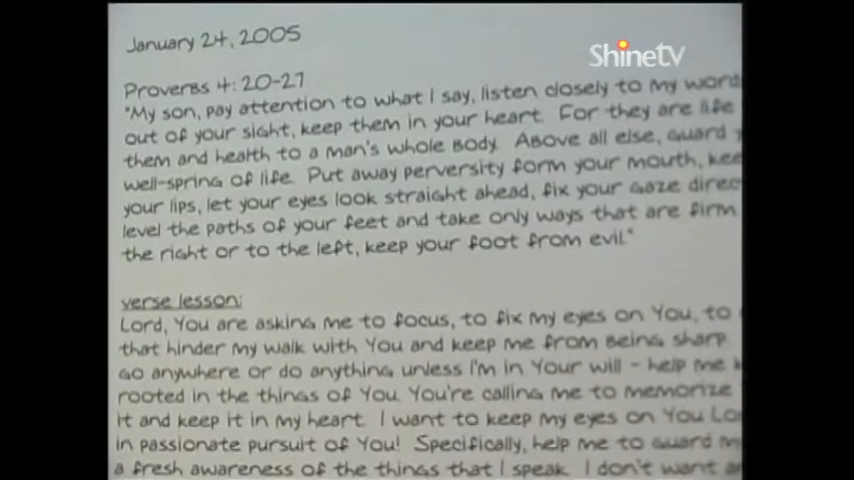 Shinetv
January 24, 2005
Proverbs 4:20-27
"My son, pay attention to what I say, listen closely to my word
out of your sight, keep them in your heart. For they are life
them and health to a man's whole body. Above all else, guard
well-spring of life. Put away perversity form your mouth, kee
your lips, let your eyes look straight ahead, fix your gaze direc
level the paths of your feet and take only ways that are firm
the right or to the left, keep your foot from evil."
verse lesson:
Lord, You are asking me to focus, to fix my eyes on You, to
that hinder my walk with You and keep me from being sharp.
go anywhere or do anything unless I'm in Your will - help me
rooted in the things of You. You're calling me to memorize
it and keep it in my heart. I want to keep my eyes on You Lo
in passionate pursuit of You! Specifically, help me to guard m
a fresh awareness of the things that I speak. I don't want a